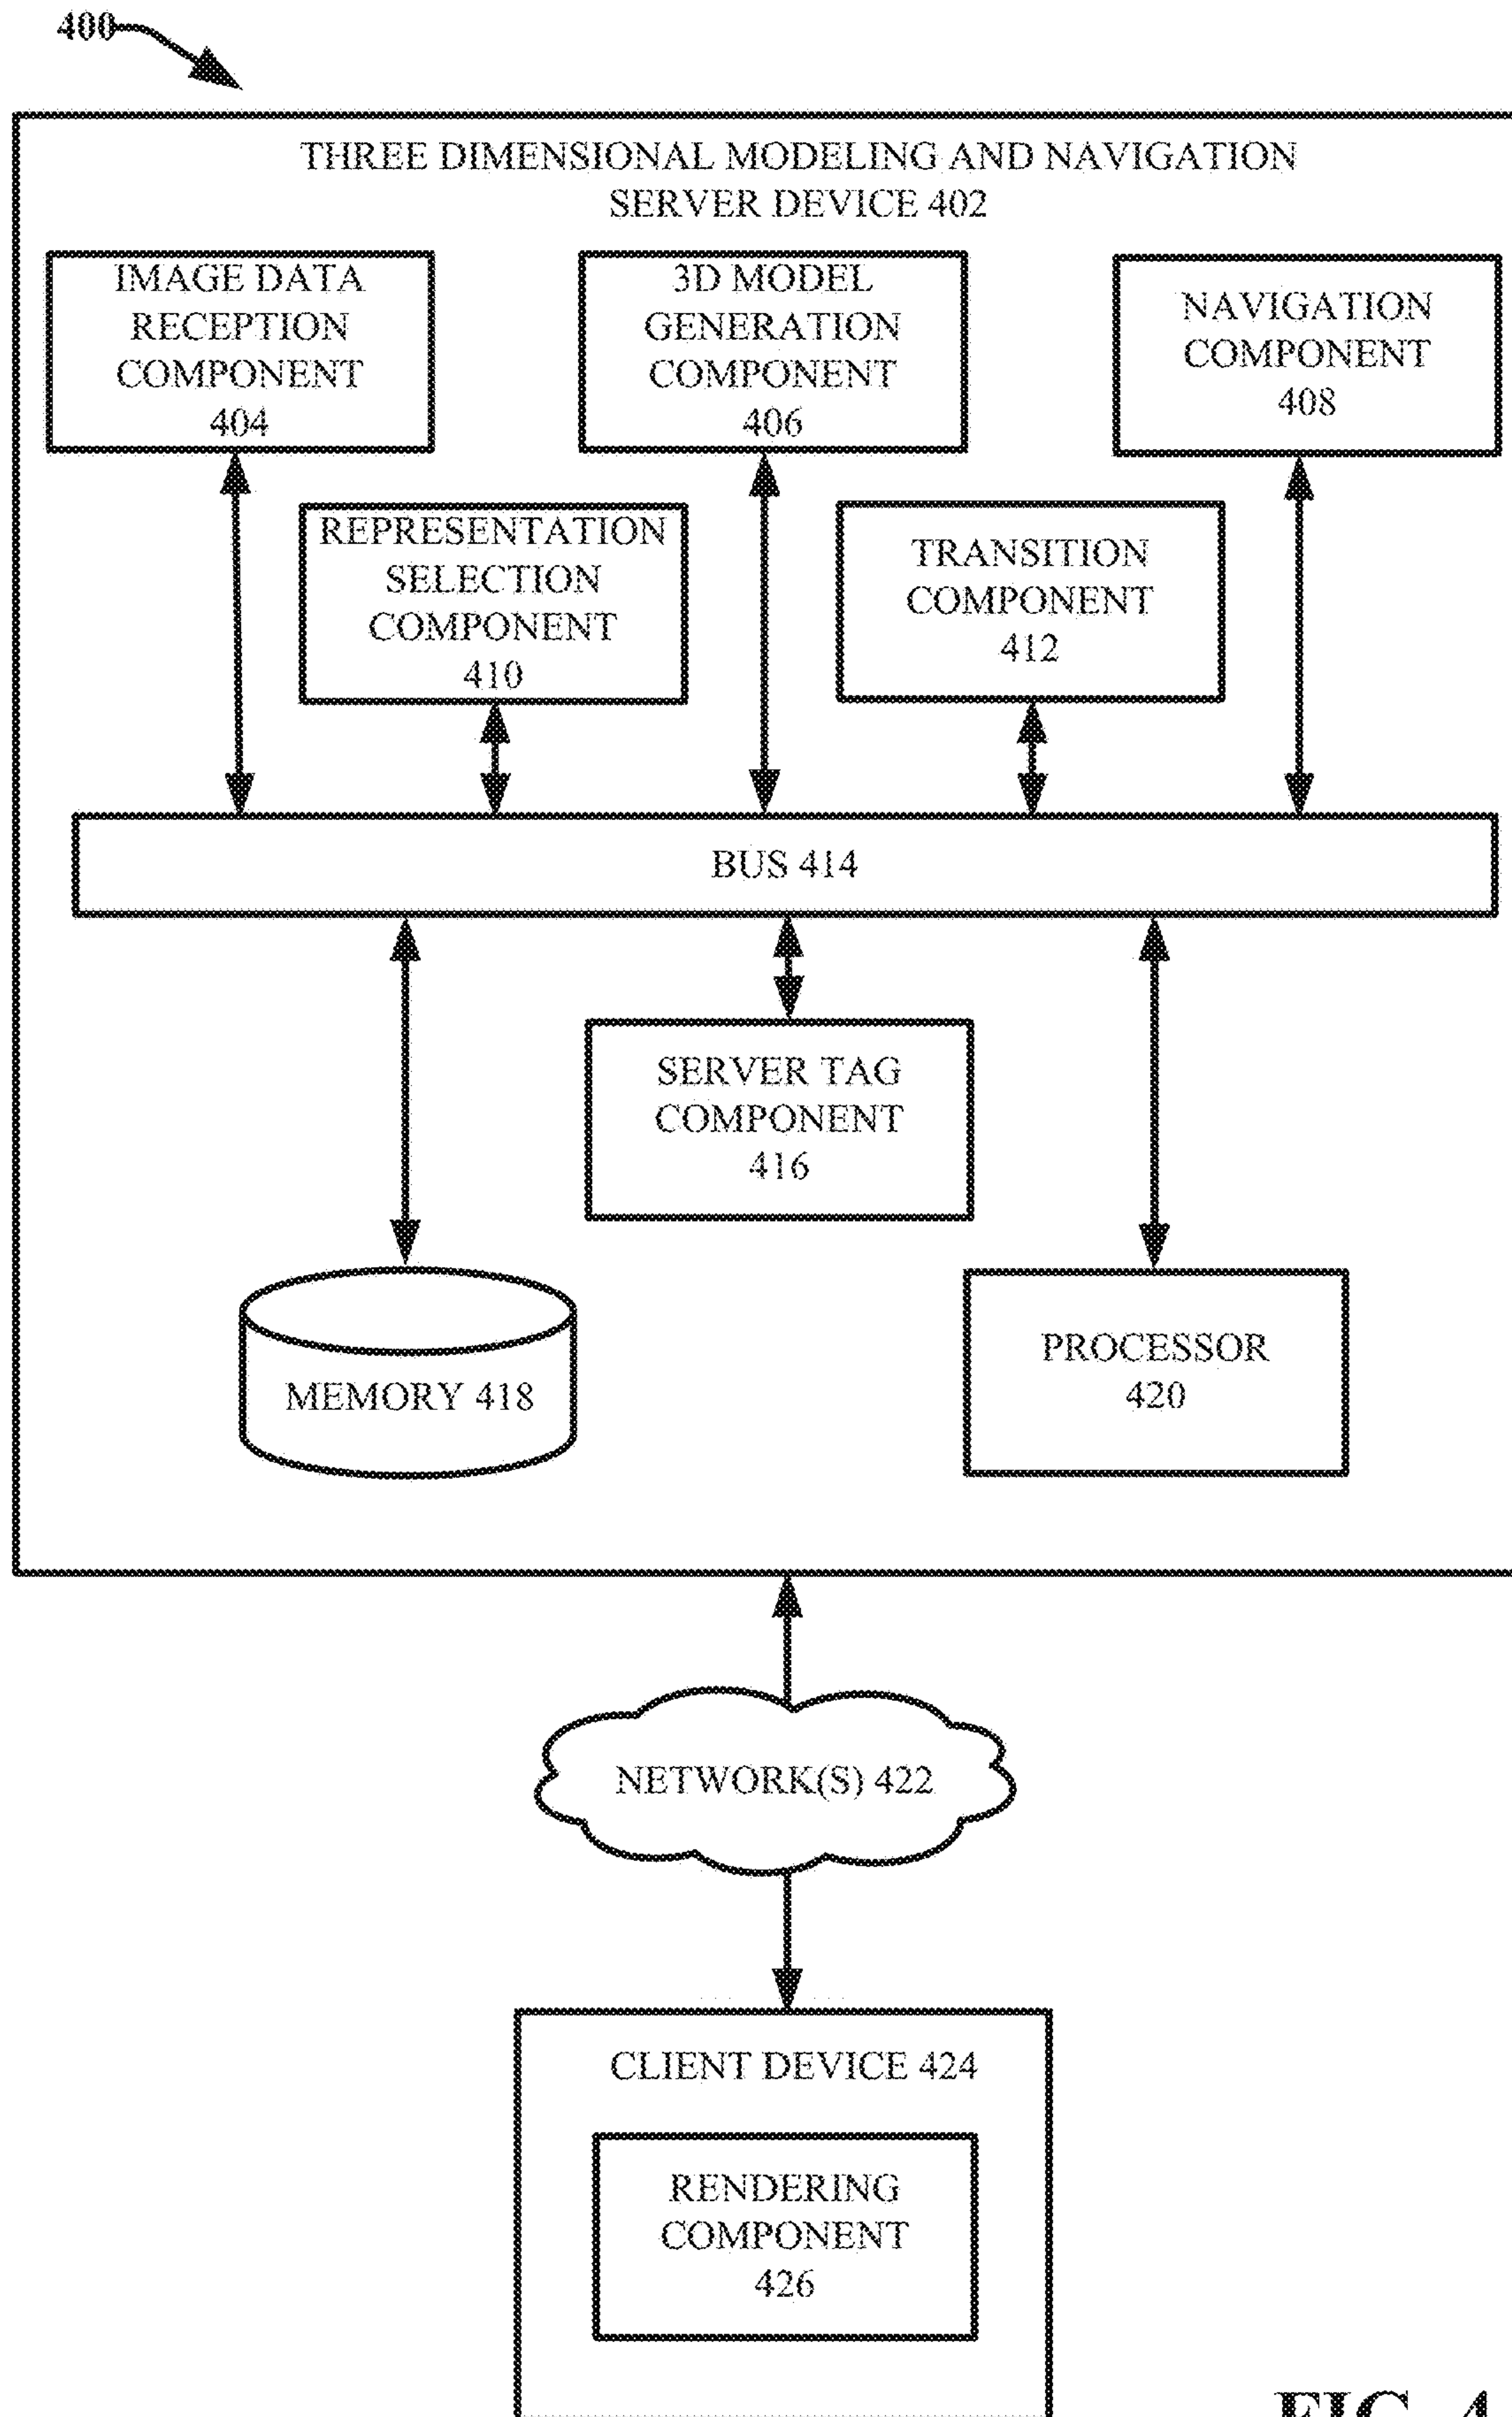 400
THREE DIMENSIONAL MODELING AND NAVIGATION
SERVER DEVICE 402
IMAGE DATA
RECEPTION
COMPONENT
404
3D MODEL
GENERATION
COMPONENT
406
NAVIGATION
COMPONENT
408
REPRESENTATION
SELECTION
COMPONENT
410
TRANSITION
COMPONENT
412
BUS 414
SERVER TAG
COMPONENT
416
MEMORY 418
PROCESSOR
420
NETWORK(S) 422
CLIENT DEVICE 424
RENDERING
COMPONENT
426
FIG. 4